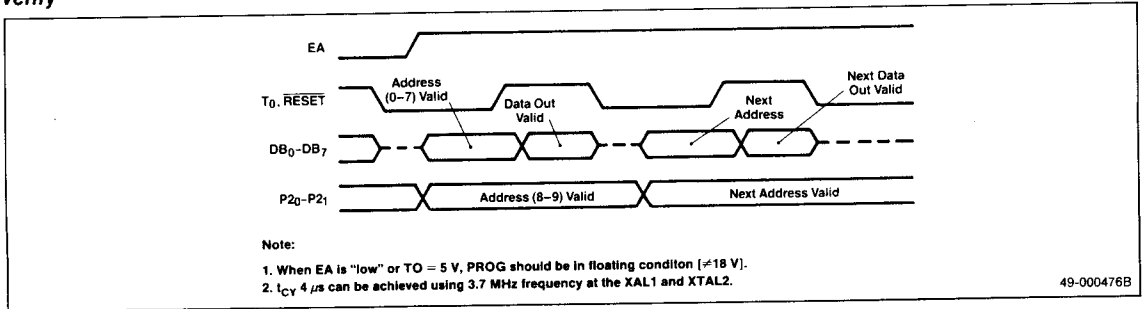 Verify
EA
T0, RESET
Address
(0–7) Valid
Data Out
Valid
Next
Address
Next Data
Out Valid
DB0-DB7
P20-P21
Address (8–9) Valid
Next Address Valid
Note:
1. When EA is "low" or TO = 5 V, PROG should be in floating conditon [≠18 V].
2. tCY 4 μs can be achieved using 3.7 MHz frequency at the XAL1 and XTAL2.
49-000476B